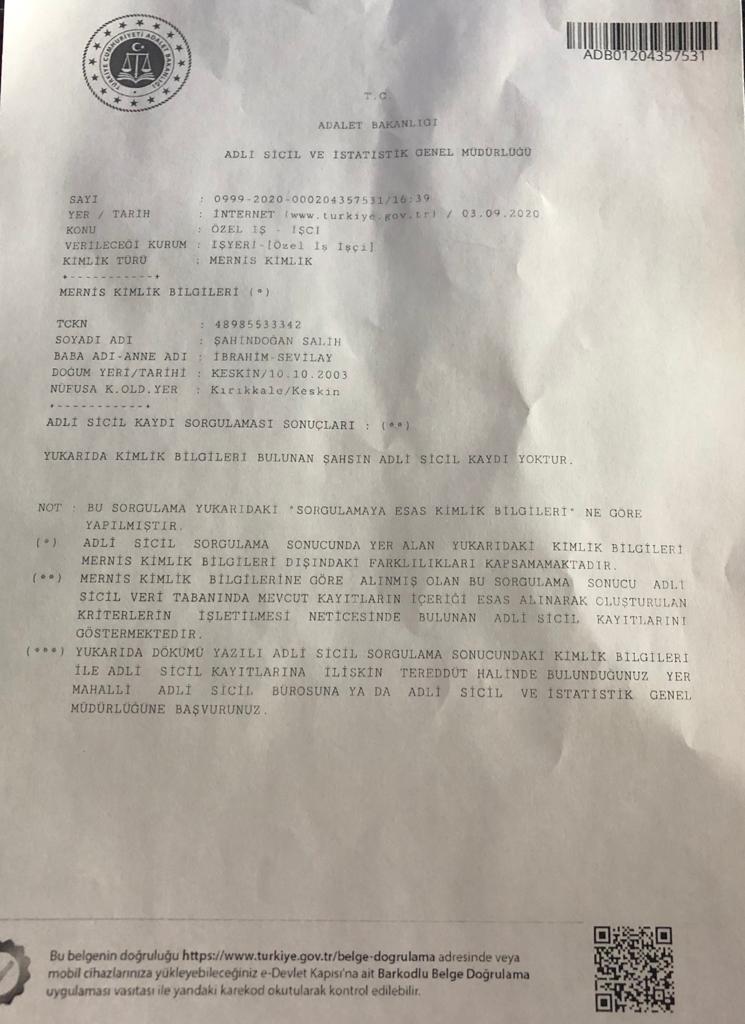 TÜRKİYE CUMHURİYETİ ADALET BAKANLIĞI
ADB01204357531
T.C.
ADALET BAKANLIĞI
ADLİ SİCİL VE İSTATİSTİK GENEL MÜDÜRLÜĞÜ
SAYI : 0999-2020-000204357531/16:39
YER / TARİH : İNTERNET (www.turkiye.gov.tr) / 03.09.2020
KONU : ÖZEL İŞ - İŞÇİ
VERİLECEĞİ KURUM : İŞYERİ-[Özel İş İşçi]
KİMLİK TÜRÜ : MERNİS KİMLİK
+-----------+
MERNİS KİMLİK BİLGİLERİ (*)
TCKN : 48985533342
SOYADI ADI : ŞAHİNDOĞAN SALİH
BABA ADI-ANNE ADI : İBRAHİM-SEVİLAY
DOĞUM YERİ/TARİHİ : KESKİN/10.10.2003
NÜFUSA K.OLD.YER : Kırıkkale/Keskin
+-----------+
ADLİ SİCİL KAYDI SORGULAMASI SONUÇLARI : (**)
YUKARIDA KİMLİK BİLGİLERİ BULUNAN ŞAHSIN ADLİ SİCİL KAYDI YOKTUR.
NOT : BU SORGULAMA YUKARIDAKİ "SORGULAMAYA ESAS KİMLİK BİLGİLERİ" NE GÖRE
YAPILMIŞTIR.
(*) ADLİ SİCİL SORGULAMA SONUCUNDA YER ALAN YUKARIDAKİ KİMLİK BİLGİLERİ
MERNİS KİMLİK BİLGİLERİ DIŞINDAKİ FARKLILIKLARI KAPSAMAMAKTADIR.
(**) MERNİS KİMLİK BİLGİLERİNE GÖRE ALINMIŞ OLAN BU SORGULAMA SONUCU ADLİ
SİCİL VERİ TABANINDA MEVCUT KAYITLARIN İÇERİĞİ ESAS ALINARAK OLUŞTURULAN
KRİTERLERİN İŞLETİLMESİ NETİCESİNDE BULUNAN ADLİ SİCİL KAYITLARINI
GÖSTERMEKTEDİR.
(***) YUKARIDA DÖKÜMÜ YAZILI ADLİ SİCİL SORGULAMA SONUCUNDAKİ KİMLİK BİLGİLERİ
İLE ADLİ SİCİL KAYITLARINA İLİŞKİN TEREDDÜT HALİNDE BULUNDUĞUNUZ YER
MAHALLİ ADLİ SİCİL BÜROSUNA YA DA ADLİ SİCİL VE İSTATİSTİK GENEL
MÜDÜRLÜĞÜNE BAŞVURUNUZ.
Bu belgenin doğruluğu https://www.turkiye.gov.tr/belge-dogrulama adresinde veya
mobil cihazlarınıza yükleyebileceğiniz e-Devlet Kapısı'na ait Barkodlu Belge Doğrulama
uygulaması vasıtası ile yandaki karekod okutularak kontrol edilebilir.